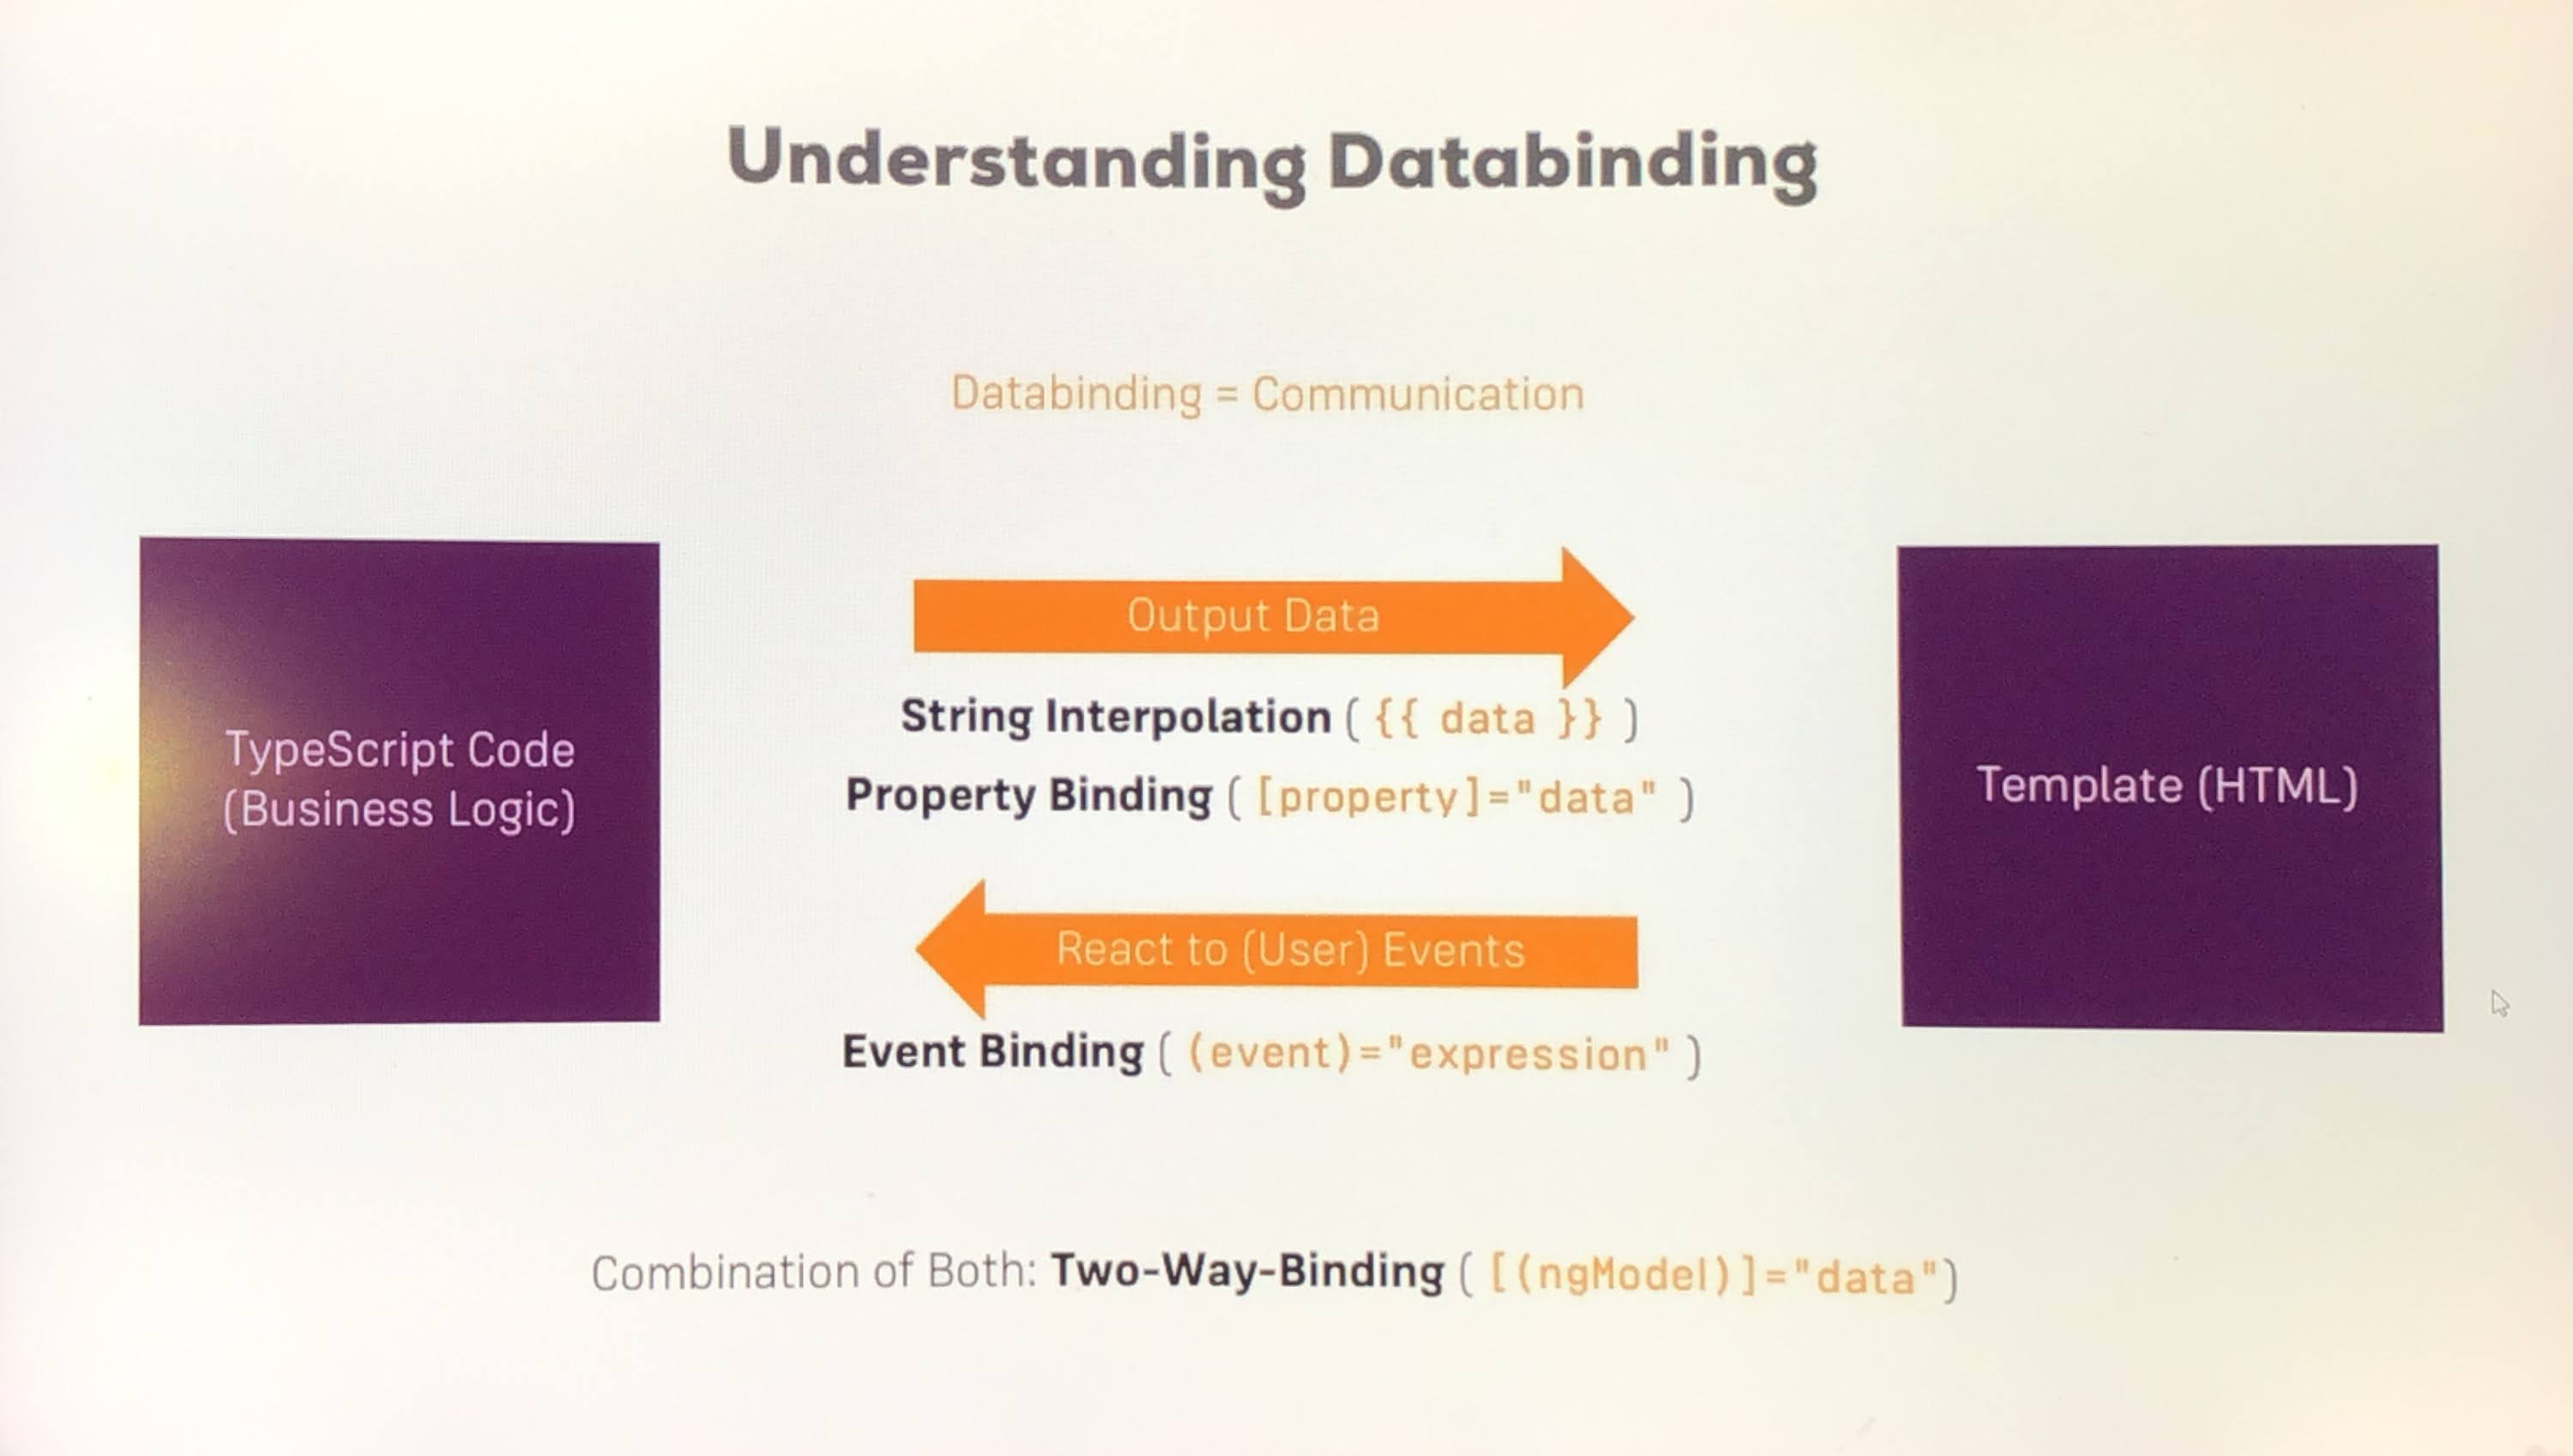 Understanding Databinding
Databinding = Communication
TypeScript Code
(Business Logic)
Output Data
String Interpolation ( {{ data }} )
Property Binding ( [property]="data" )
React to (User) Events
Event Binding ( (event)="expression" )
Template (HTML)
Combination of Both: Two-Way-Binding ( [(ngModel)]="data")